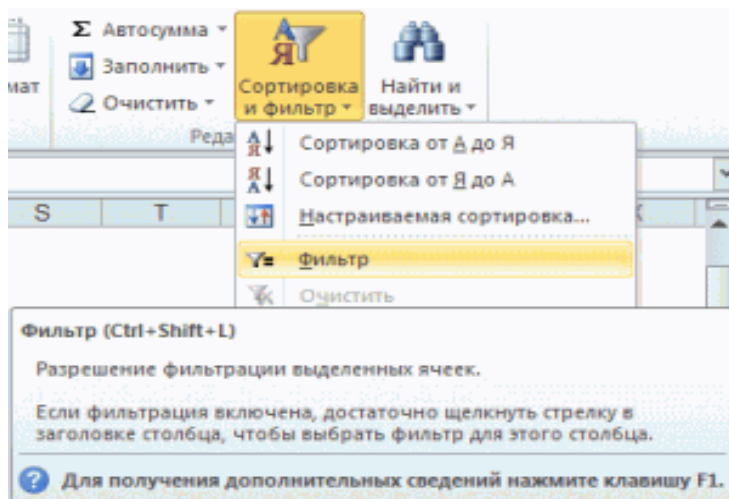 Σ Автосумма
Заполнить
Очистить
мат
Сортировка
и фильтр
Найти и
выделить
Реда
Сортировка от А до Я
Сортировка от Я до А
Настраиваемая сортировка...
S T
Фильтр
Очистить
Фильтр (Ctrl+Shift+L)
Разрешение фильтрации выделенных ячеек.
Если фильтрация включена, достаточно щелкнуть стрелку в
заголовке столбца, чтобы выбрать фильтр для этого столбца.
Для получения дополнительных сведений нажмите клавишу F1.